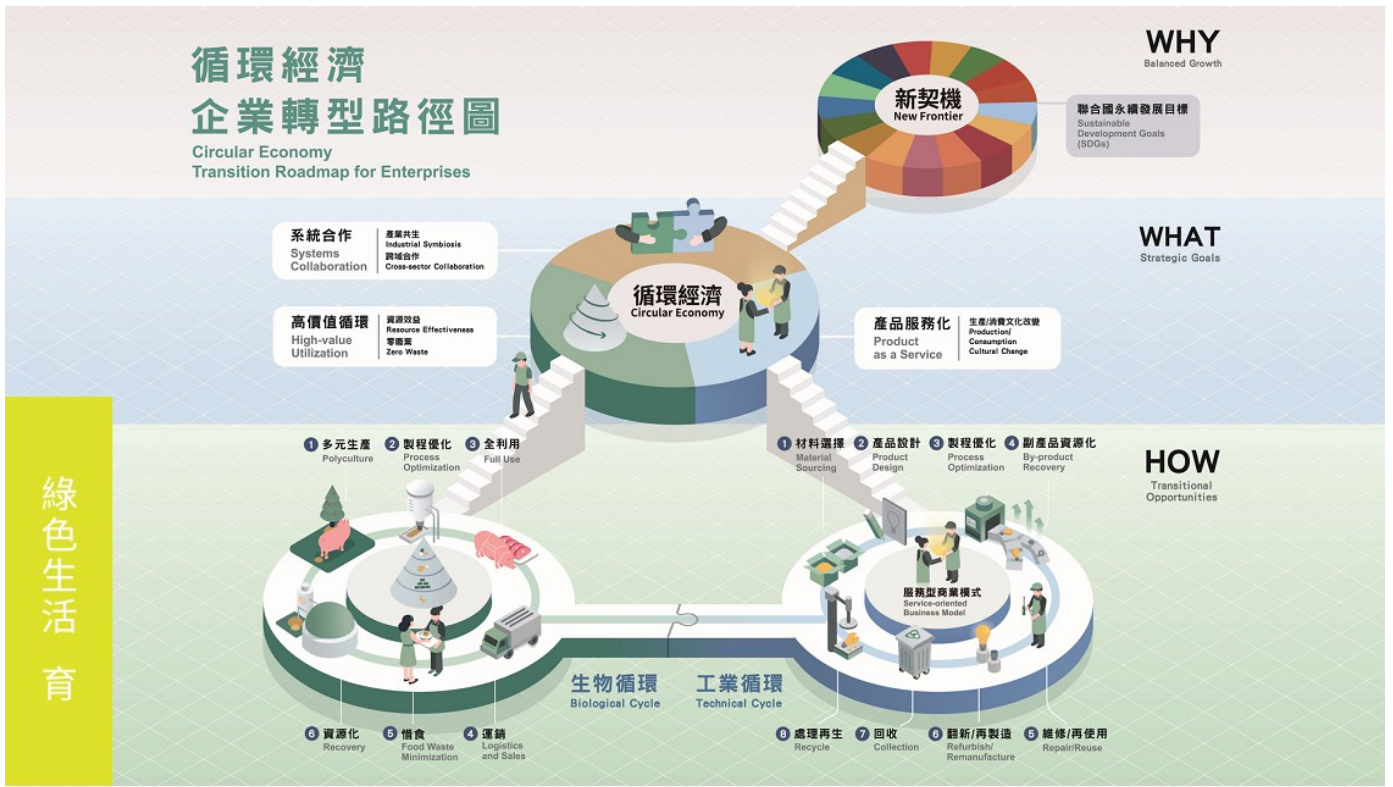 循環經濟
企業轉型路徑圖
Circular Economy
Transition Roadmap for Enterprises
WHY
Balanced Growth
新契機
New Frontier
聯合國永續發展目標
Sustainable
Development Goals
(SDGs)
WHAT
Strategic Goals
系統合作
Systems
Collaboration
產業共生
Industrial Symbiosis
跨域合作
Cross-sector Collaboration
循環經濟
Circular Economy
高價值循環
High-value
Utilization
資源效益
Resource Effectiveness
零廢棄
Zero Waste
產品服務化
Product
as a Service
生產/消費文化改變
Production/
Consumption
Cultural Change
HOW
Transitional
Opportunities
1 多元生產
Polyculture
2 製程優化
Process
Optimization
3 全利用
Full Use
1 材料選擇
Material
Sourcing
2 產品設計
Product
Design
3 製程優化
Process
Optimization
4 副產品資源化
By-product
Recovery
服務型商業模式
Service-oriented
Business Model
生物循環
Biological Cycle
工業循環
Technical Cycle
6 資源化
Recovery
5 惜食
Food Waste
Minimization
4 運銷
Logistics
and Sales
8 處理再生
Recycle
7 回收
Collection
6 翻新/再製造
Refurbish/
Remanufacture
5 維修/再使用
Repair/Reuse
綠色生活 育